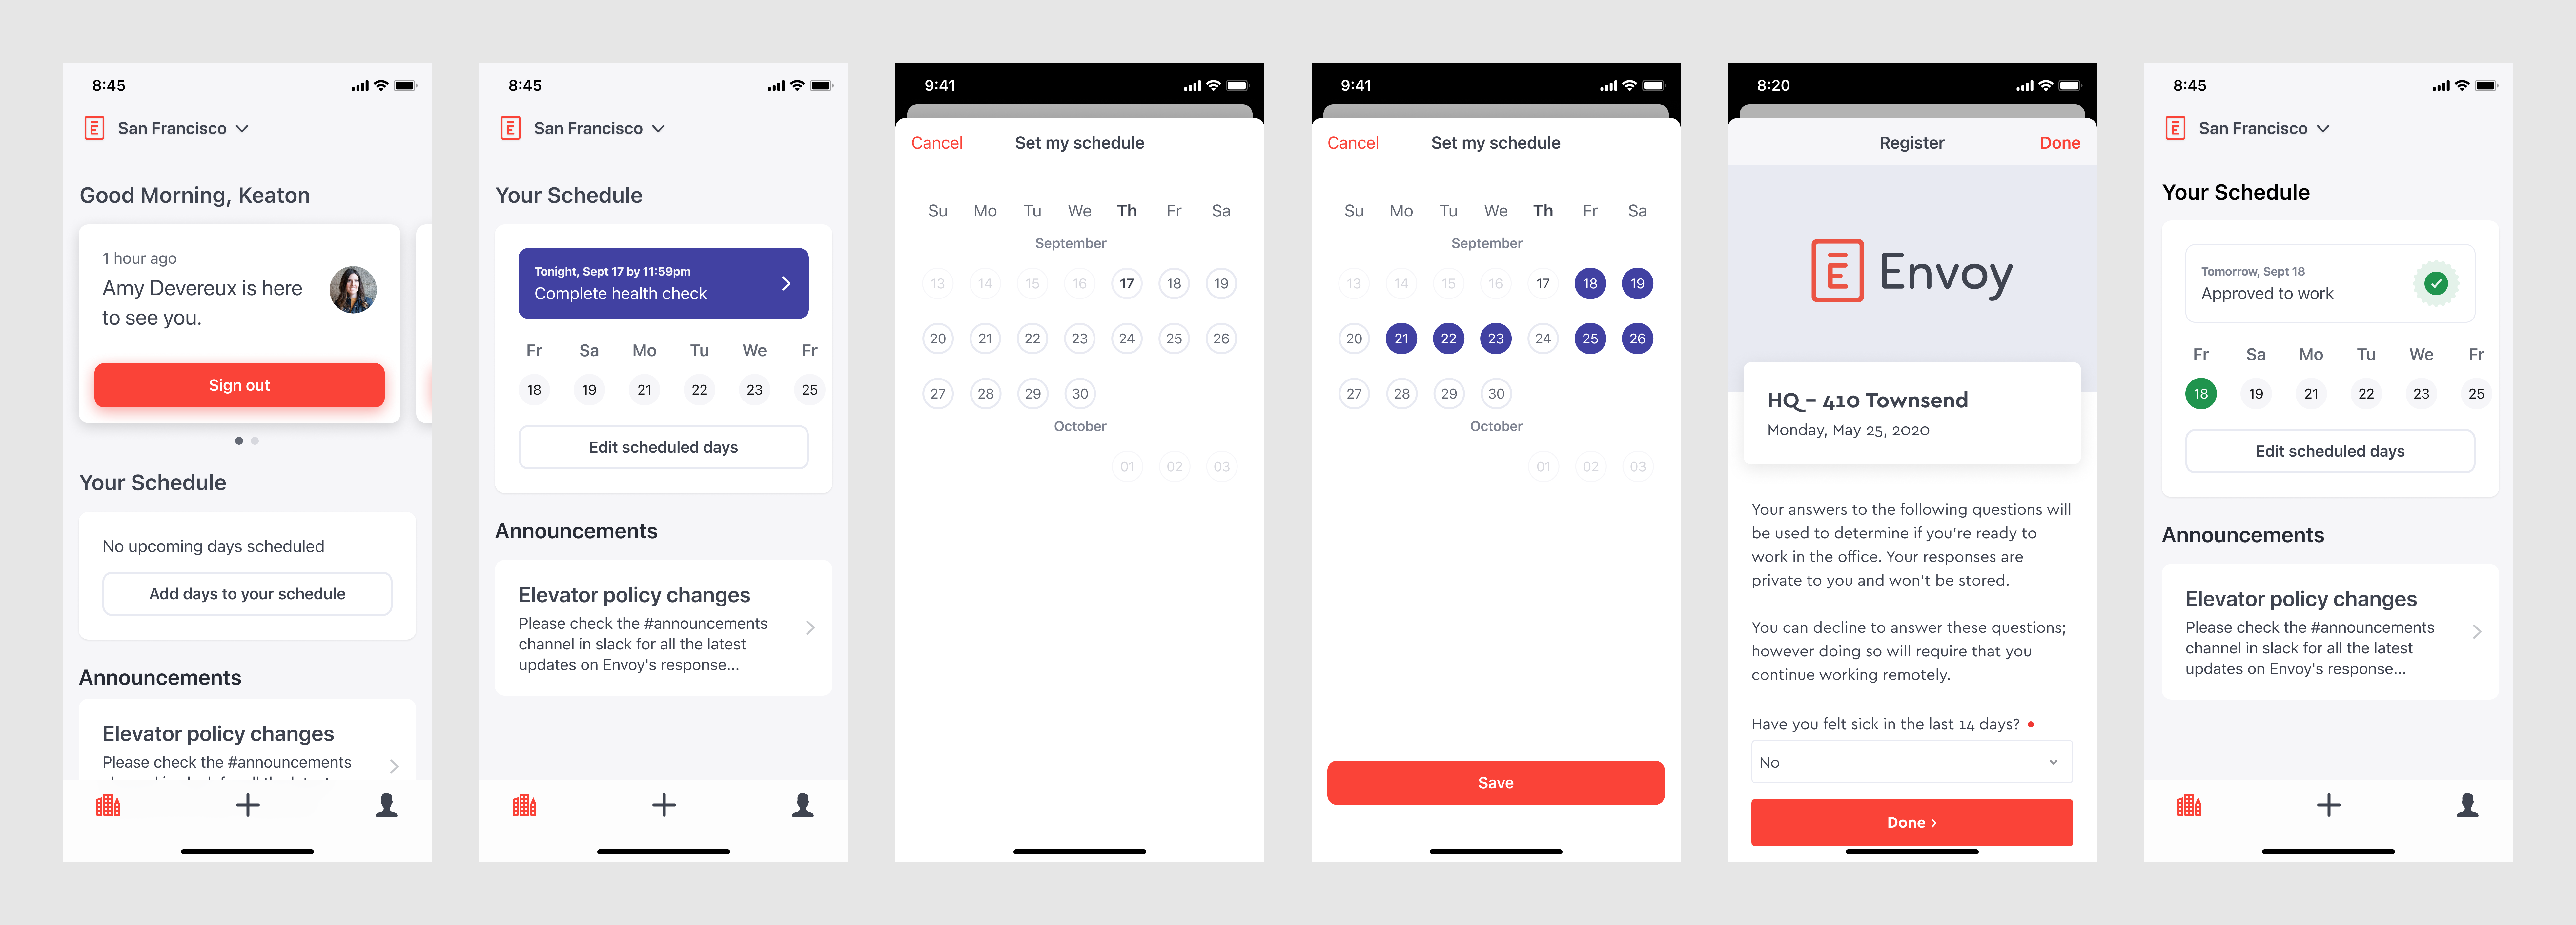 8:45
San Francisco
Good Morning, Keaton
1 hour ago
Amy Devereux is here
to see you.
Sign out
Your Schedule
No upcoming days scheduled
Add days to your schedule
Announcements
Elevator policy changes
Please check the #announcements
channel in slack for all the latest
8:45
San Francisco
Your Schedule
Tonight, Sept 17 by 11:59pm
Complete health check
Fr Sa Mo Tu We Fr
18 19 21 22 23 25
Edit scheduled days
Announcements
Elevator policy changes
Please check the #announcements
channel in slack for all the latest
updates on Envoy's response...
9:41
Cancel Set my schedule
Su Mo Tu We Th Fr Sa
September
13 14 15 16 17 18 19
20 21 22 23 24 25 26
27 28 29 30
October
01 02 03
9:41
Cancel Set my schedule
Su Mo Tu We Th Fr Sa
September
13 14 15 16 17 18 19
20 21 22 23 24 25 26
27 28 29 30
October
01 02 03
Save
8:20
Register Done
Envoy
HQ - 410 Townsend
Monday, May 25, 2020
Your answers to the following questions will
be used to determine if you're ready to
work in the office. Your responses are
private to you and won't be stored.
You can decline to answer these questions;
however doing so will require that you
continue working remotely.
Have you felt sick in the last 14 days?
No
Done ›
8:45
San Francisco
Your Schedule
Tomorrow, Sept 18
Approved to work
Fr Sa Mo Tu We Fr
18 19 21 22 23 25
Edit scheduled days
Announcements
Elevator policy changes
Please check the #announcements
channel in slack for all the latest
updates on Envoy's response...